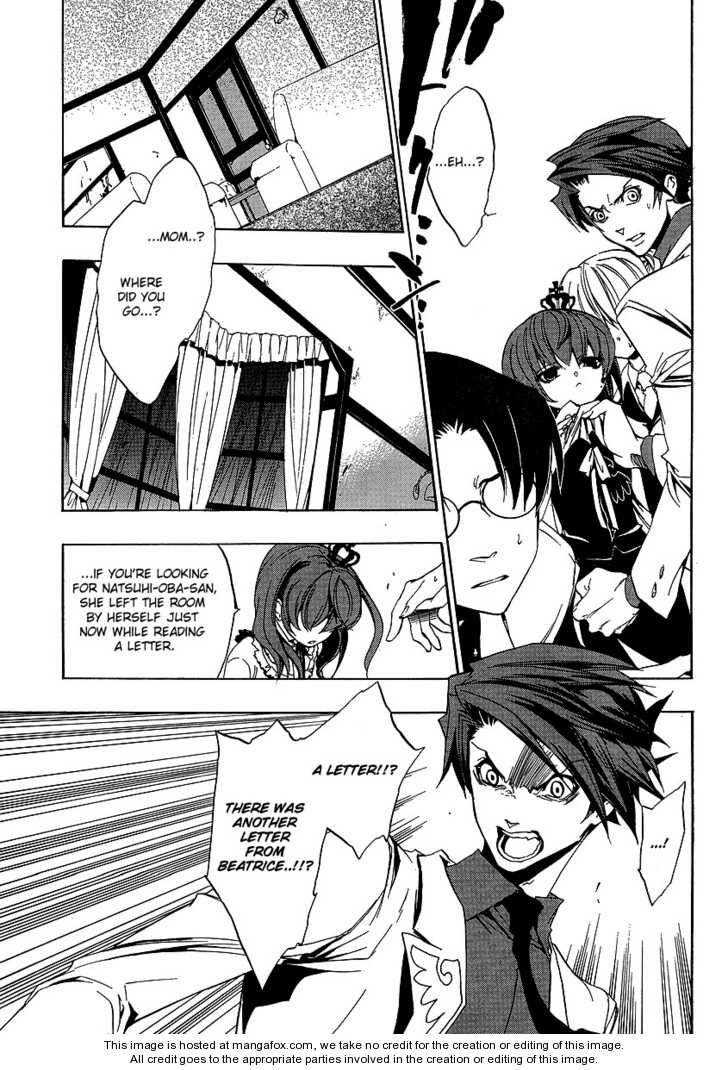 ...EH...?
...MOM..?
WHERE
DID YOU
GO...?
...IF YOU'RE LOOKING
FOR NATSUHI-OBA-SAN,
SHE LEFT THE ROOM
BY HERSELF JUST
NOW WHILE READING
A LETTER.
...!
A LETTER!!?
THERE WAS
ANOTHER
LETTER
FROM
BEATRICE..!!?
This image is hosted at mangafox.com, we take no credit for the creation or editing of this image.
All credit goes to the appropriate parties involved in the creation or editing of this image.